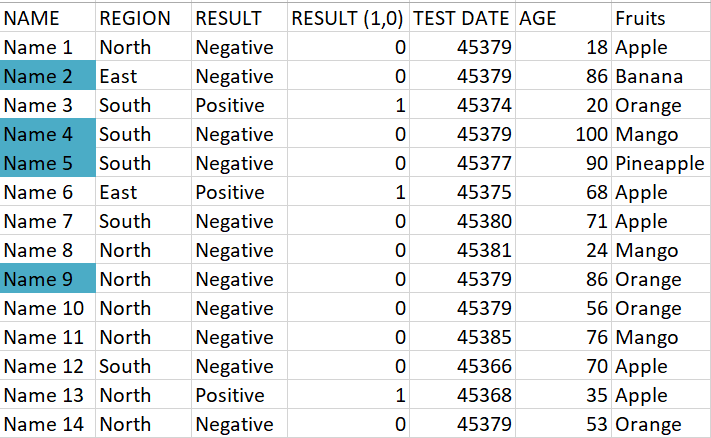 NAME REGION RESULT RESULT (1,0) TEST DATE AGE Fruits
Name 1 North Negative 0 45379 18 Apple
Name 2 East Negative 0 45379 86 Banana
Name 3 South Positive 1 45374 20 Orange
Name 4 South Negative 0 45379 100 Mango
Name 5 South Negative 0 45377 90 Pineapple
Name 6 East Positive 1 45375 68 Apple
Name 7 South Negative 0 45380 71 Apple
Name 8 North Negative 0 45381 24 Mango
Name 9 North Negative 0 45379 86 Orange
Name 10 North Negative 0 45379 56 Orange
Name 11 North Negative 0 45385 76 Mango
Name 12 South Negative 0 45366 70 Apple
Name 13 North Positive 1 45368 35 Apple
Name 14 North Negative 0 45379 53 Orange